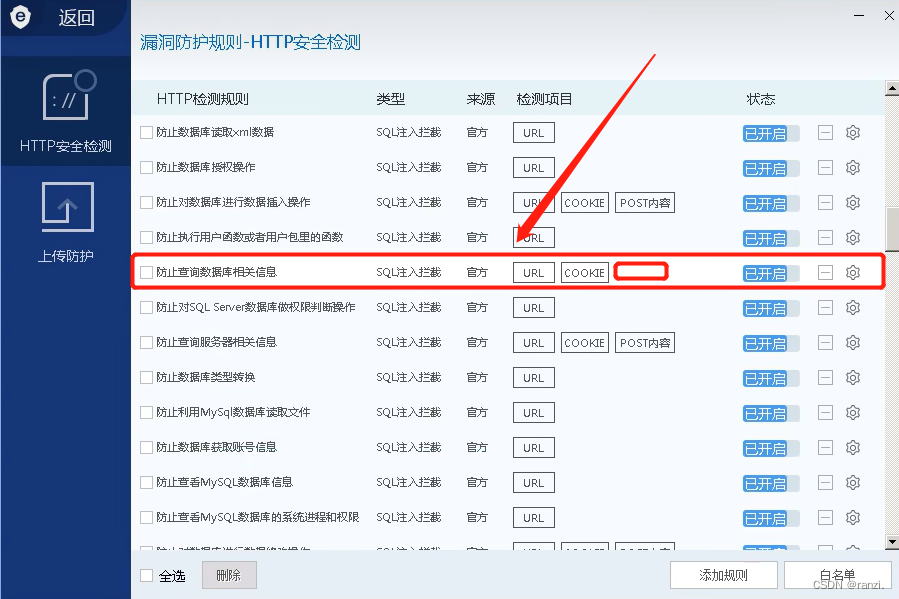 返回
漏洞防护规则-HTTP安全检测
HTTP安全检测
上传防护
HTTP检测规则 类型 来源 检测项目 状态
防止数据库读取xml数据 SQL注入拦截 官方 URL 已开启
防止数据库授权操作 SQL注入拦截 官方 URL 已开启
防止对数据库进行数据插入操作 SQL注入拦截 官方 URL COOKIE POST内容 已开启
防止执行用户函数或者用户包里的函数 SQL注入拦截 官方 URL 已开启
防止查询数据库相关信息 SQL注入拦截 官方 URL COOKIE 已开启
防止对SQL Server数据库做权限判断操作 SQL注入拦截 官方 URL 已开启
防止查询服务器相关信息 SQL注入拦截 官方 URL COOKIE POST内容 已开启
防止数据库类型转换 SQL注入拦截 官方 URL 已开启
防止利用MySql数据库读取文件 SQL注入拦截 官方 URL 已开启
防止数据库获取账号信息 SQL注入拦截 官方 URL 已开启
防止查看MySQL数据库信息 SQL注入拦截 官方 URL 已开启
防止查看MySQL数据库的系统进程和权限 SQL注入拦截 官方 URL 已开启
全选 删除 添加规则 白名单
CSDN @ranzi.